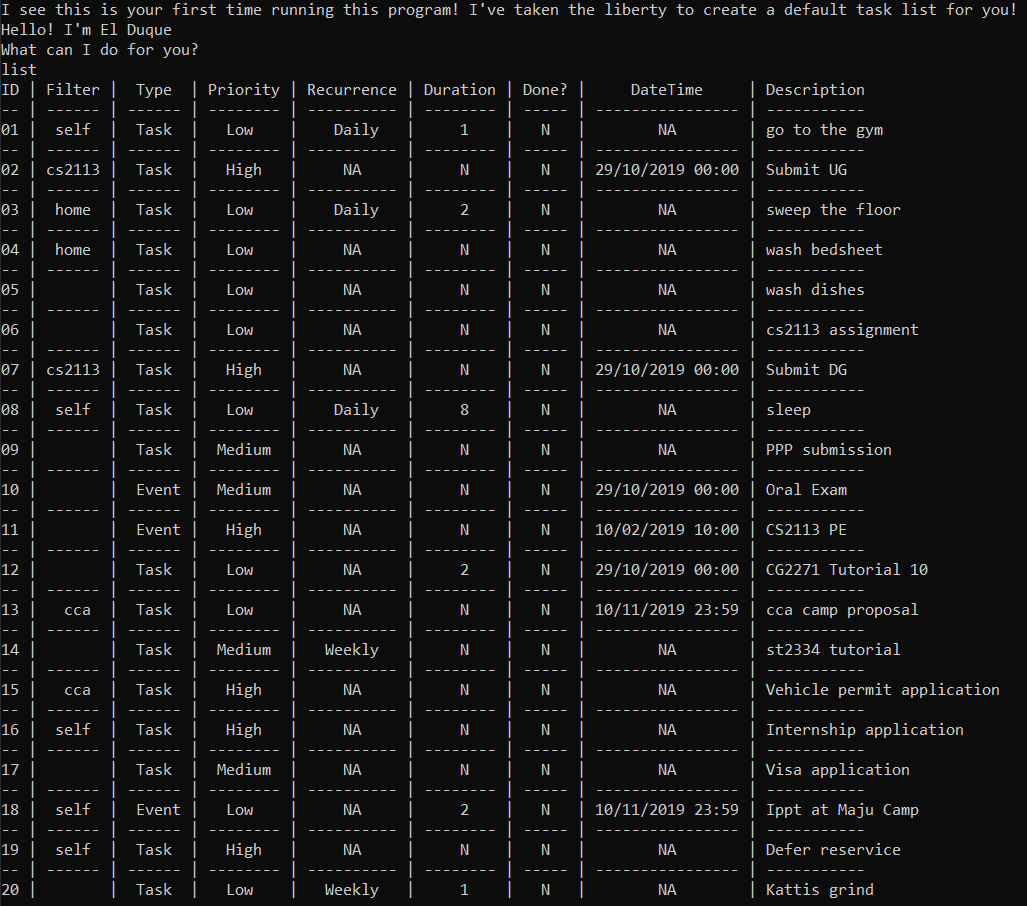 I see this is your first time running this program! I've taken the liberty to create a default task list for you!
Hello! I'm El Duque
What can I do for you?
list
ID | Filter | Type | Priority | Recurrence | Duration | Done? | DateTime | Description
-- | ------ | ------ | -------- | ---------- | -------- | ----- | ---------------- | -----------
01 | self | Task | Low | Daily | 1 | N | NA | go to the gym
-- | ------ | ------ | -------- | ---------- | -------- | ----- | ---------------- | -----------
02 | cs2113 | Task | High | NA | N | N | 29/10/2019 00:00 | Submit UG
-- | ------ | ------ | -------- | ---------- | -------- | ----- | ---------------- | -----------
03 | home | Task | Low | Daily | 2 | N | NA | sweep the floor
-- | ------ | ------ | -------- | ---------- | -------- | ----- | ---------------- | -----------
04 | home | Task | Low | NA | N | N | NA | wash bedsheet
-- | ------ | ------ | -------- | ---------- | -------- | ----- | ---------------- | -----------
05 | | Task | Low | NA | N | N | NA | wash dishes
-- | ------ | ------ | -------- | ---------- | -------- | ----- | ---------------- | -----------
06 | | Task | Low | NA | N | N | NA | cs2113 assignment
-- | ------ | ------ | -------- | ---------- | -------- | ----- | ---------------- | -----------
07 | cs2113 | Task | High | NA | N | N | 29/10/2019 00:00 | Submit DG
-- | ------ | ------ | -------- | ---------- | -------- | ----- | ---------------- | -----------
08 | self | Task | Low | Daily | 8 | N | NA | sleep
-- | ------ | ------ | -------- | ---------- | -------- | ----- | ---------------- | -----------
09 | | Task | Medium | NA | N | N | NA | PPP submission
-- | ------ | ------ | -------- | ---------- | -------- | ----- | ---------------- | -----------
10 | | Event | Medium | NA | N | N | 29/10/2019 00:00 | Oral Exam
-- | ------ | ------ | -------- | ---------- | -------- | ----- | ---------------- | -----------
11 | | Event | High | NA | N | N | 10/02/2019 10:00 | CS2113 PE
-- | ------ | ------ | -------- | ---------- | -------- | ----- | ---------------- | -----------
12 | | Task | Low | NA | 2 | N | 29/10/2019 00:00 | CG2271 Tutorial 10
-- | ------ | ------ | -------- | ---------- | -------- | ----- | ---------------- | -----------
13 | cca | Task | Low | NA | N | N | 10/11/2019 23:59 | cca camp proposal
-- | ------ | ------ | -------- | ---------- | -------- | ----- | ---------------- | -----------
14 | | Task | Medium | Weekly | N | N | NA | st2334 tutorial
-- | ------ | ------ | -------- | ---------- | -------- | ----- | ---------------- | -----------
15 | cca | Task | High | NA | N | N | NA | Vehicle permit application
-- | ------ | ------ | -------- | ---------- | -------- | ----- | ---------------- | -----------
16 | self | Task | High | NA | N | N | NA | Internship application
-- | ------ | ------ | -------- | ---------- | -------- | ----- | ---------------- | -----------
17 | | Task | Medium | NA | N | N | NA | Visa application
-- | ------ | ------ | -------- | ---------- | -------- | ----- | ---------------- | -----------
18 | self | Event | Low | NA | 2 | N | 10/11/2019 23:59 | Ippt at Maju Camp
-- | ------ | ------ | -------- | ---------- | -------- | ----- | ---------------- | -----------
19 | self | Task | High | NA | N | N | NA | Defer reservice
-- | ------ | ------ | -------- | ---------- | -------- | ----- | ---------------- | -----------
20 | | Task | Low | Weekly | 1 | N | NA | Kattis grind